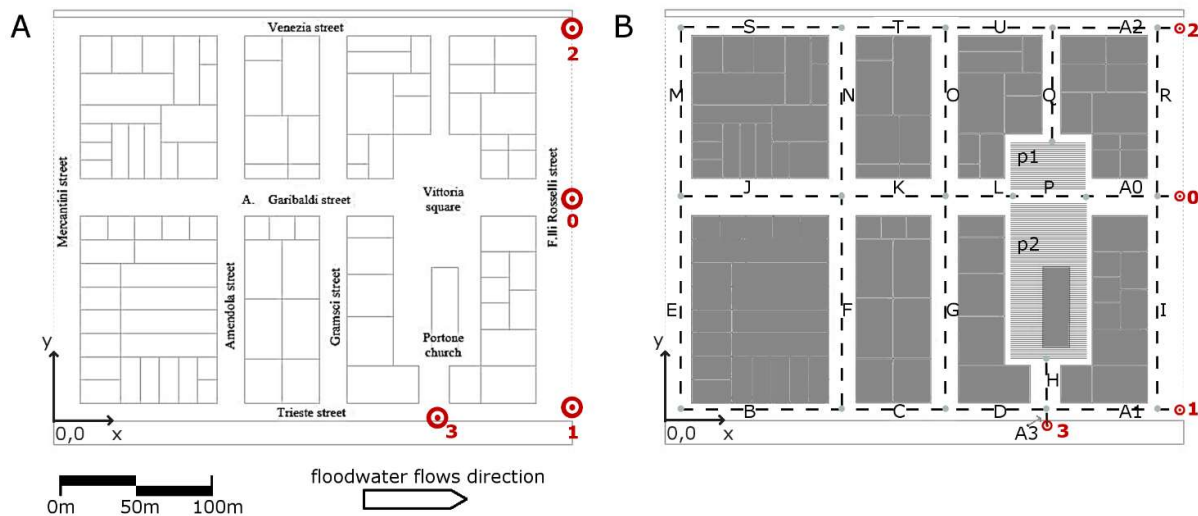 A
Venezia street
2
Mercantini street
A. Garibaldi street
Vittoria
square
F.lli Rosselli street
0
Amendola street
Gramsci street
Portone
church
y
Trieste street
0,0
x
3
1
0m
50m
100m
floodwater flows direction
B
S
T
U
A2
2
M
N
O
Q
R
p1
J
K
L
P
A0
0
p2
E
F
G
I
y
H
B
C
D
A1
1
0,0
x
A3
3